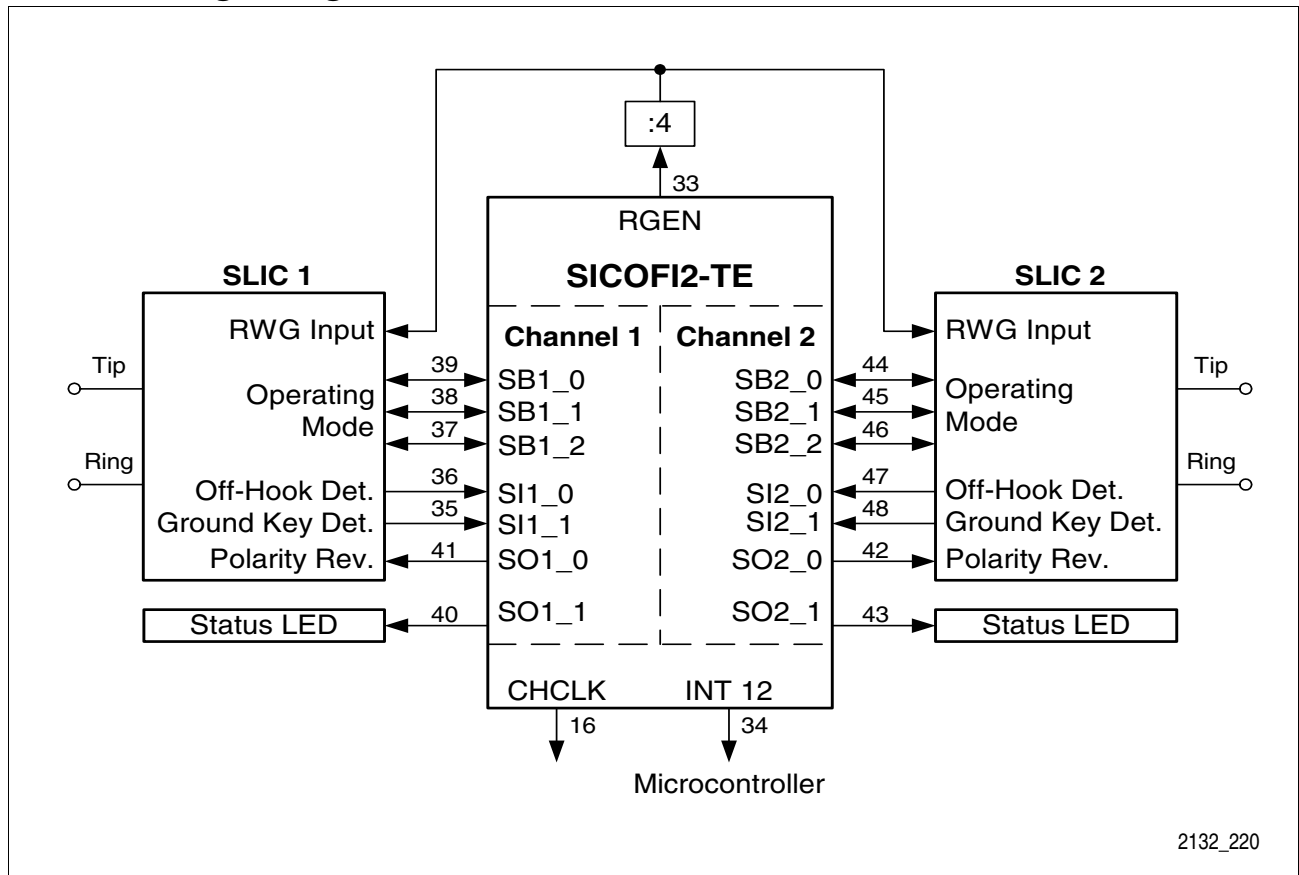 :4
33
RGEN
SICOFI2-TE
SLIC 1
SLIC 2
RWG Input
Channel 1
Channel 2
RWG Input
Tip
39
SB1_0
SB2_0
44
Tip
Operating
Mode
38
SB1_1
SB2_1
45
Operating
Mode
37
SB1_2
SB2_2
46
Ring
Ring
Off-Hook Det.
36
SI1_0
SI2_0
47
Off-Hook Det.
Ground Key Det.
35
SI1_1
SI2_1
48
Ground Key Det.
Polarity Rev.
41
SO1_0
SO2_0
42
Polarity Rev.
Status LED
40
SO1_1
SO2_1
43
Status LED
CHCLK
INT 12
16
34
Microcontroller
2132_220